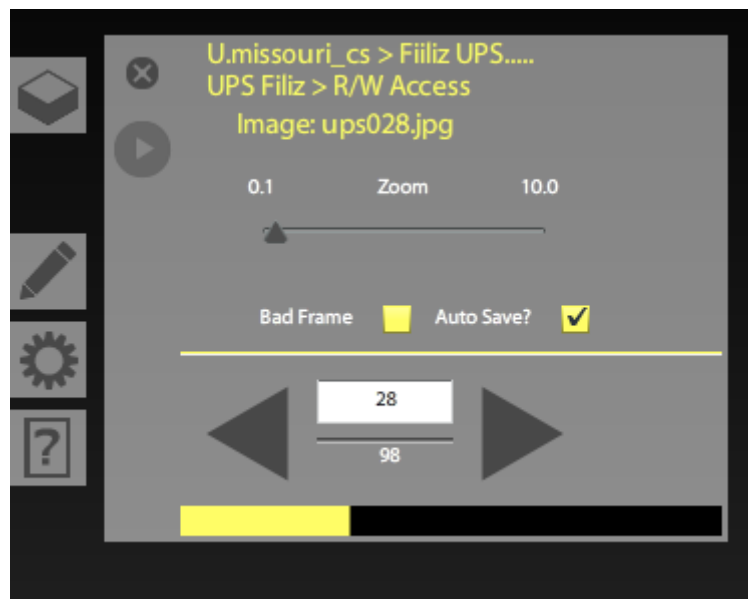 U.missouri_cs > Fiiliz UPS.....
UPS Filiz > R/W Access
Image: ups028.jpg
0.1 Zoom 10.0
Bad Frame Auto Save?
28
98
?